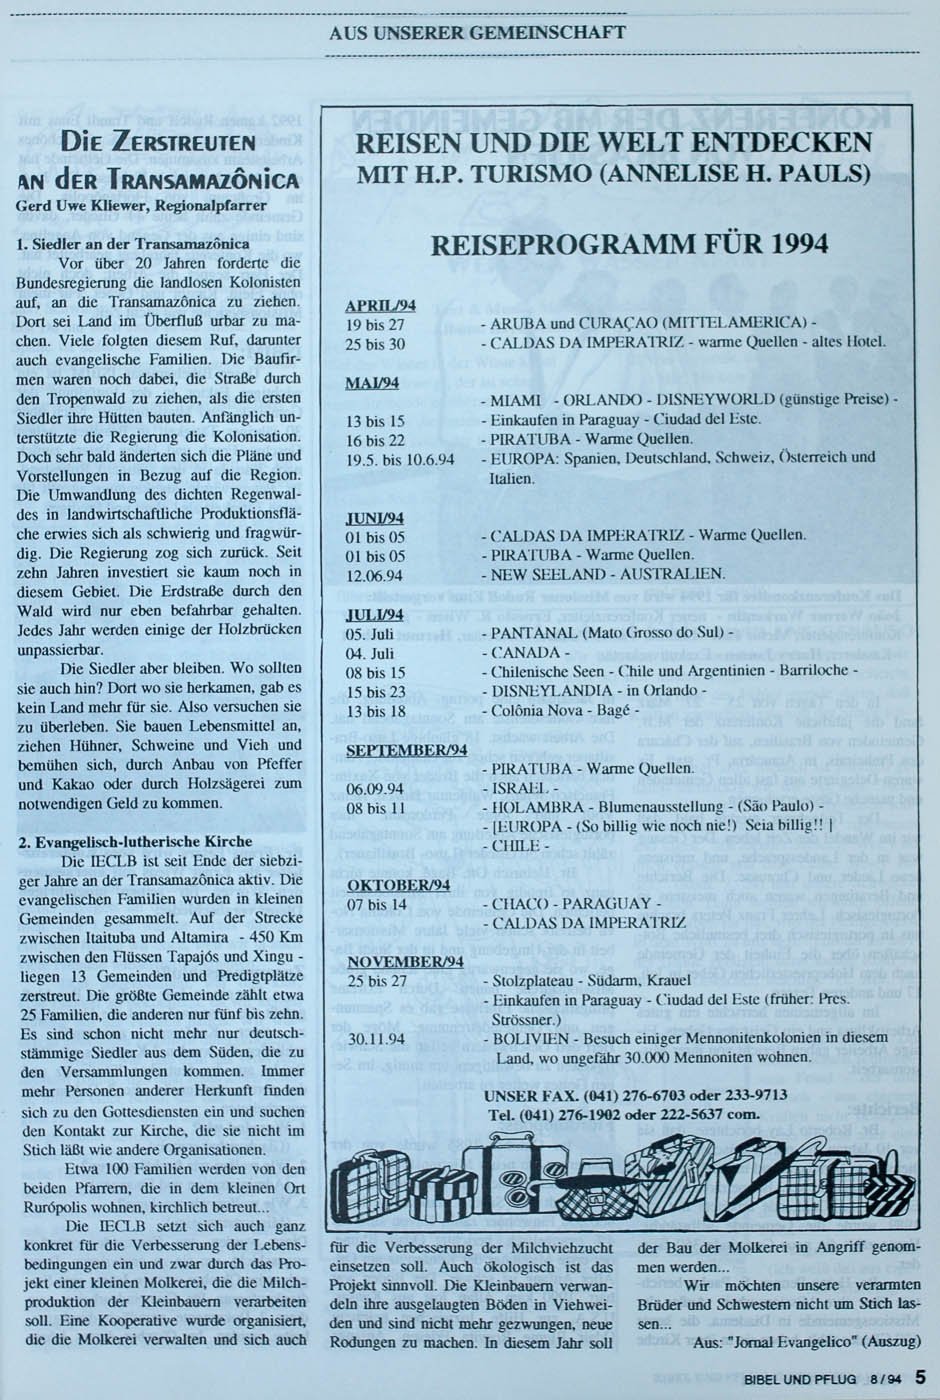 AUS UNSERER GEMEINSCHAFT
DIE ZERSTREUTEN
AN DER TRANSAMAZÔNICA
Gerd Uwe Kliewer, Regionalpfarrer
1. Siedler an der Transamazônica
Vor über 20 Jahren forderte die
Bundesregierung die landlosen Kolonisten
auf, an die Transamazônica zu ziehen.
Dort sei Land im Überfluß urbar zu ma-
chen. Viele folgten diesem Ruf, darunter
auch evangelische Familien. Die Baufir-
men waren noch dabei, die Straße durch
den Tropenwald zu ziehen, als die ersten
Siedler ihre Hütten bauten. Anfänglich un-
terstützte die Regierung die Kolonisation.
Doch sehr bald änderten sich die Pläne und
Vorstellungen in Bezug auf die Region.
Die Umwandlung des dichten Regenwal-
des in landwirtschaftliche Produktionsflä-
che erwies sich als schwierig und fragwür-
dig. Die Regierung zog sich zurück. Seit
zehn Jahren investiert sie kaum noch in
diesem Gebiet. Die Erdstraße durch den
Wald wird nur eben befahrbar gehalten.
Jedes Jahr werden einige der Holzbrücken
unpassierbar.
Die Siedler aber bleiben. Wo sollten
sie auch hin? Dort wo sie herkamen, gab es
kein Land mehr für sie. Also versuchen sie
zu überleben. Sie bauen Lebensmittel an,
ziehen Hühner, Schweine und Vieh und
bemühen sich, durch Anbau von Pfeffer
und Kakao oder durch Holzsägerei zum
notwendigen Geld zu kommen.
2. Evangelisch-lutherische Kirche
Die IECLB ist seit Ende der siebzi-
ger Jahre an der Transamazônica aktiv. Die
evangelischen Familien wurden in kleinen
Gemeinden gesammelt. Auf der Strecke
zwischen Itaituba und Altamira - 450 Km
zwischen den Flüssen Tapajós und Xingu -
liegen 13 Gemeinden und Predigtplätze
zerstreut. Die größte Gemeinde zählt etwa
25 Familien, die anderen nur fünf bis zehn.
Es sind schon nicht mehr nur deutsch-
stämmige Siedler aus dem Süden, die zu
den Versammlungen kommen. Immer
mehr Personen anderer Herkunft finden
sich zu den Gottesdiensten ein und suchen
den Kontakt zur Kirche, die sie nicht im
Stich läßt wie andere Organisationen.
Etwa 100 Familien werden von den
beiden Pfarrern, die in dem kleinen Ort
Rurópolis wohnen, kirchlich betreut...
Die IECLB setzt sich auch ganz
konkret für die Verbesserung der Lebens-
bedingungen ein und zwar durch das Pro-
jekt einer kleinen Molkerei, die die Milch-
produktion der Kleinbauern verarbeiten
soll. Eine Kooperative wurde organisiert,
die die Molkerei verwalten und sich auch
für die Verbesserung der Milchviehzucht
einsetzen soll. Auch ökologisch ist das
Projekt sinnvoll. Die Kleinbauern verwan-
deln ihre ausgelaugten Böden in Viehwei-
den und sind nicht mehr gezwungen, neue
Rodungen zu machen. In diesem Jahr soll
der Bau der Molkerei in Angriff genom-
men werden...
Wir möchten unsere verarmten
Brüder und Schwestern nicht um Stich las-
sen...
Aus: "Jornal Evangelico" (Auszug)
REISEN UND DIE WELT ENTDECKEN
MIT H.P. TURISMO (ANNELISE H. PAULS)
REISEPROGRAMM FÜR 1994
APRIL/94
19 bis 27 - ARUBA und CURAÇAO (MITTELAMERICA) -
25 bis 30 - CALDAS DA IMPERATRIZ - warme Quellen - altes Hotel.
MAI/94
- MIAMI - ORLANDO - DISNEYWORLD (günstige Preise) -
13 bis 15 - Einkaufen in Paraguay - Ciudad del Este.
16 bis 22 - PIRATUBA - Warme Quellen.
19.5. bis 10.6.94 - EUROPA: Spanien, Deutschland, Schweiz, Österreich und
Italien.
JUNI/94
01 bis 05 - CALDAS DA IMPERATRIZ - Warme Quellen.
01 bis 05 - PIRATUBA - Warme Quellen.
12.06.94 - NEW SEELAND - AUSTRALIEN.
JULI/94
05. Juli - PANTANAL (Mato Grosso do Sul) -
04. Juli - CANADA -
08 bis 15 - Chilenische Seen - Chile und Argentinien - Barriloche -
15 bis 23 - DISNEYLANDIA - in Orlando -
13 bis 18 - Colônia Nova - Bagé -
SEPTEMBER/94
- PIRATUBA - Warme Quellen.
06.09.94 - ISRAEL -
08 bis 11 - HOLAMBRA - Blumenausstellung - (São Paulo) -
- [EUROPA - (So billig wie noch nie!) Seia billig!! ]
- CHILE -
OKTOBER/94
07 bis 14 - CHACO - PARAGUAY -
- CALDAS DA IMPERATRIZ
NOVEMBER/94
25 bis 27 - Stolzplateau - Südarm, Krauel
- Einkaufen in Paraguay - Ciudad del Este (früher: Pres.
Strössner.)
30.11.94 - BOLIVIEN - Besuch einiger Mennonitenkolonien in diesem
Land, wo ungefähr 30.000 Mennoniten wohnen.
UNSER FAX. (041) 276-6703 oder 233-9713
Tel. (041) 276-1902 oder 222-5637 com.
BIBEL UND PFLUG 8/94 5